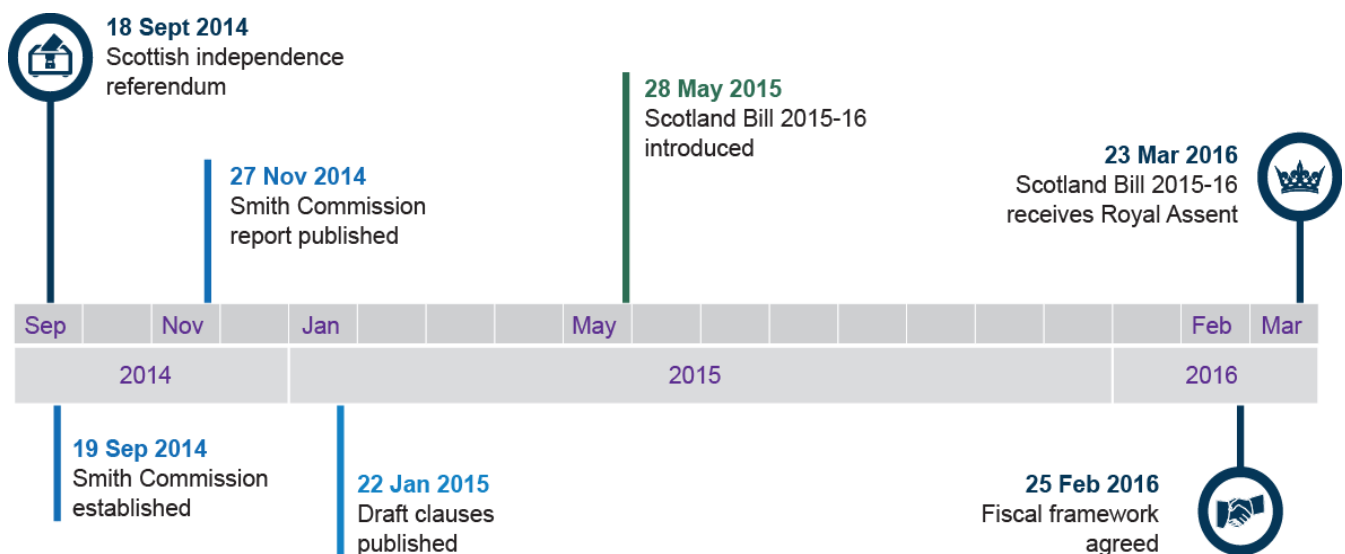 18 Sept 2014
Scottish independence
referendum
27 Nov 2014
Smith Commission
report published
28 May 2015
Scotland Bill 2015-16
introduced
23 Mar 2016
Scotland Bill 2015-16
receives Royal Assent
Sep Nov Jan May Feb Mar
2014 2015 2016
19 Sep 2014
Smith Commission
established
22 Jan 2015
Draft clauses
published
25 Feb 2016
Fiscal framework
agreed